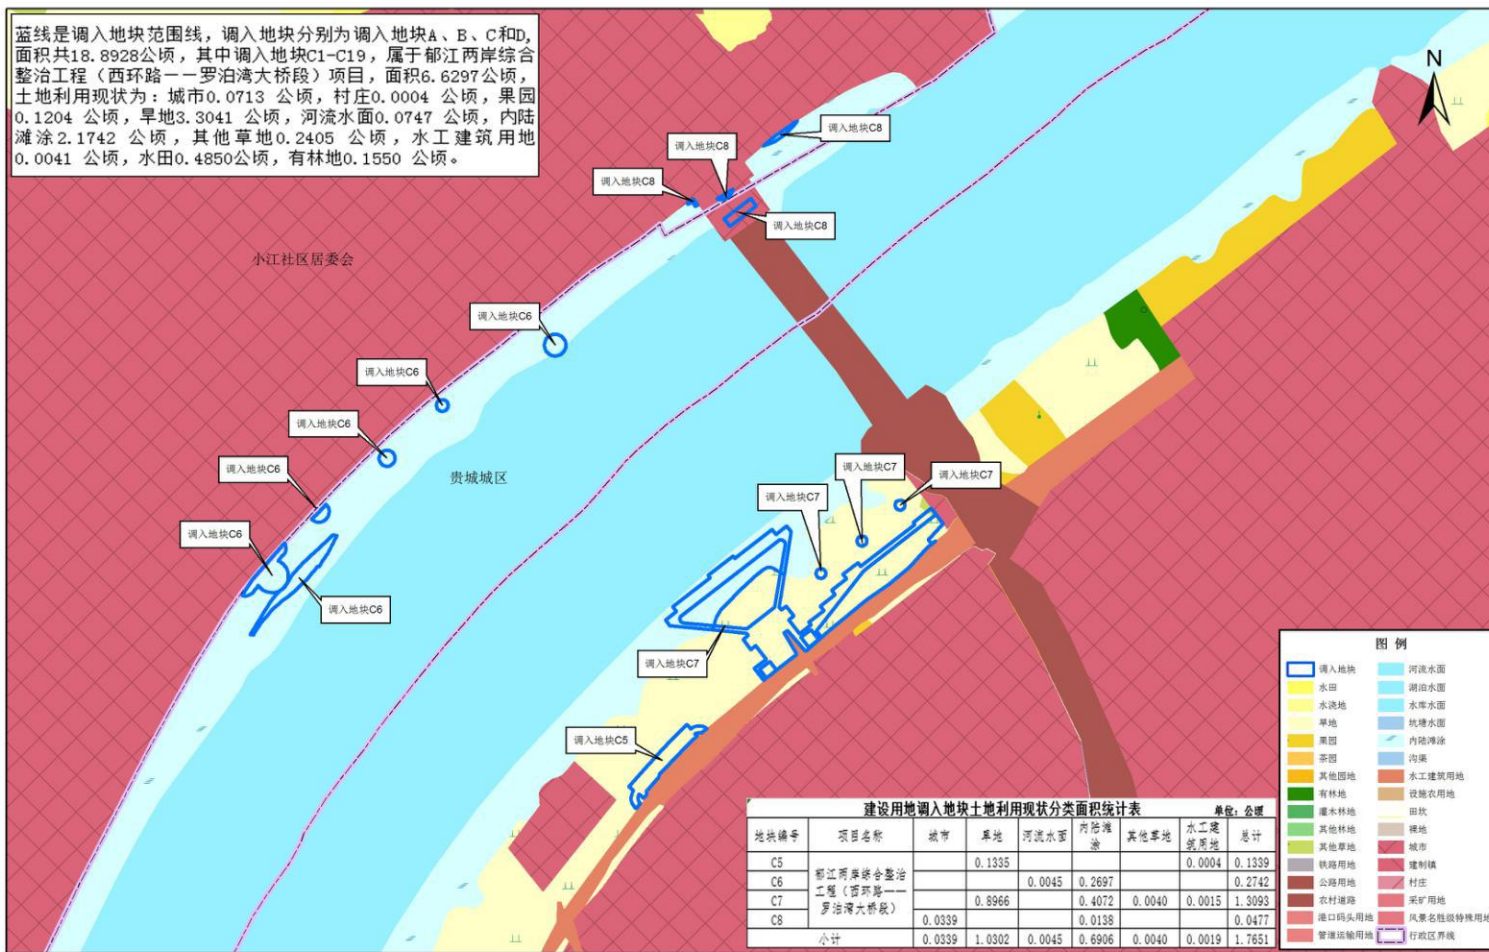 蓝线是调入地块范围线，调入地块分别为调入地块A、B、C和D,
面积共18.8928公顷，其中调入地块C1-C19，属于郁江两岸综合
整治工程（西环路——罗泊湾大桥段）项目，面积6.6297公顷，
土地利用现状为：城市0.0713 公顷，村庄0.0004 公顷，果园
0.1204 公顷，旱地3.3041 公顷，河流水面0.0747 公顷，内陆
滩涂2.1742 公顷，其他草地0.2405 公顷，水工建筑用地
0.0041 公顷，水田0.4850公顷，有林地0.1550 公顷。
N
调入地块C8
调入地块C8
调入地块C8
调入地块C8
小江社区居委会
调入地块C6
调入地块C6
调入地块C6
调入地块C6
调入地块C6
调入地块C6
贵城城区
调入地块C7
调入地块C7
调入地块C7
调入地块C7
调入地块C5
图 例
调入地块 河流水面
水田 湖泊水面
水浇地 水库水面
旱地 坑塘水面
果园 内陆滩涂
茶园 沟渠
其他园地 水工建筑用地
有林地 设施农用地
灌木林地 田坎
其他林地 裸地
其他草地 城市
铁路用地 建制镇
公路用地 村庄
农村道路 采矿用地
港口码头用地 风景名胜级特殊用地
管道运输用地 行政区界线
建设用地调入地块土地利用现状分类面积统计表 单位：公顷
地块编号 项目名称 城市 旱地 河流水面 内陆滩涂 其他草地 水工建筑用地 总计
C5 郁江两岸综合整治工程（西环路——罗泊湾大桥段） 0.1335 0.0004 0.1339
C6 0.0045 0.2697 0.2742
C7 0.8966 0.4072 0.0040 0.0015 1.3093
C8 0.0339 0.0138 0.0477
小计 0.0339 1.0302 0.0045 0.6906 0.0040 0.0019 1.7651